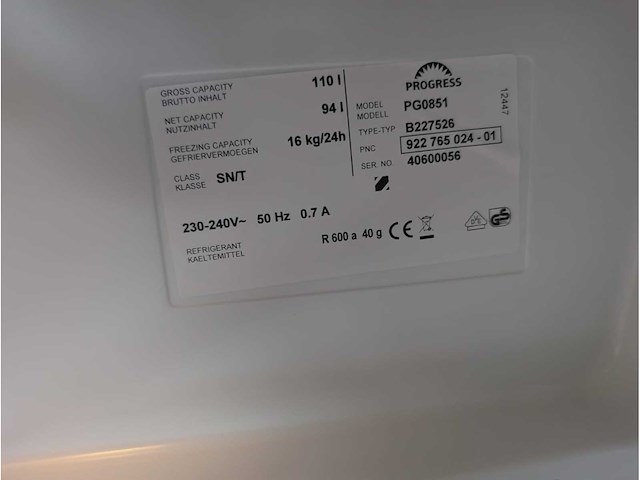 GROSS CAPACITY 110 l
BRUTTO INHALT
NET CAPACITY 94 l
NUTZINHALT
FREEZING CAPACITY 16 kg/24h
GEFRIERVERMOEGEN
CLASS SN/T
KLASSE
PROGRESS
MODEL PG0851
MODELL
TYPE-TYP B227526
PNC 922 765 024 - 01
SER. NO. 40600056
12447
230-240V~ 50 Hz 0.7 A
REFRIGERANT R 600 a 40 g CE
KAELTEMITTEL
GS